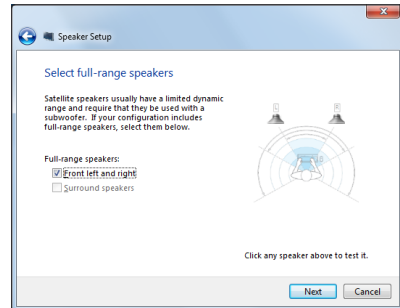 Speaker Setup
Select full-range speakers
Satellite speakers usually have a limited dynamic
range and require that they be used with a
subwoofer. If your configuration includes
full-range speakers, select them below.
L R
Full-range speakers:
Front left and right
Surround speakers
Click any speaker above to test it.
Next Cancel